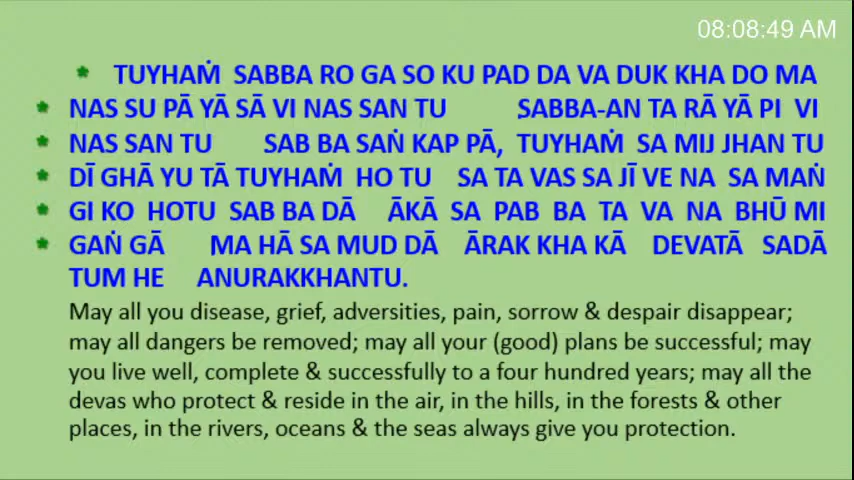 08:08:49 AM
TUYHAṀ SABBA RO GA SO KU PAD DA VA DUK KHA DO MA
NAS SU PĀ YĀ SĀ VI NAS SAN TU SABBA-AN TA RĀ YĀ PI VI
NAS SAN TU SAB BA SAṄ KAP PĀ, TUYHAṀ SA MIJ JHAN TU
DĪ GHĀ YU TĀ TUYHAṀ HO TU SA TA VAS SA JĪ VE NA SA MAṄ
GI KO HOTU SAB BA DĀ ĀKĀ SA PAB BA TA VA NA BHŪ MI
GAṄ GĀ MA HĀ SA MUD DĀ ĀRAK KHA KĀ DEVATĀ SADĀ
TUM HE ANURAKKHANTU.
May all you disease, grief, adversities, pain, sorrow & despair disappear;
may all dangers be removed; may all your (good) plans be successful; may
you live well, complete & successfully to a four hundred years; may all the
devas who protect & reside in the air, in the hills, in the forests & other
places, in the rivers, oceans & the seas always give you protection.